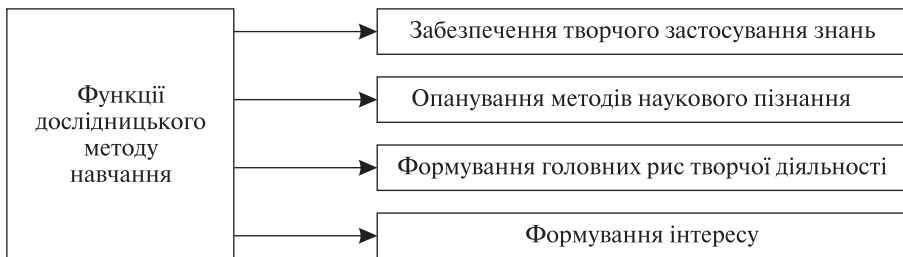 Функції
дослідницького
методу
навчання
Забезпечення творчого застосування знань
Опанування методів наукового пізнання
Формування головних рис творчої діяльності
Формування інтересу